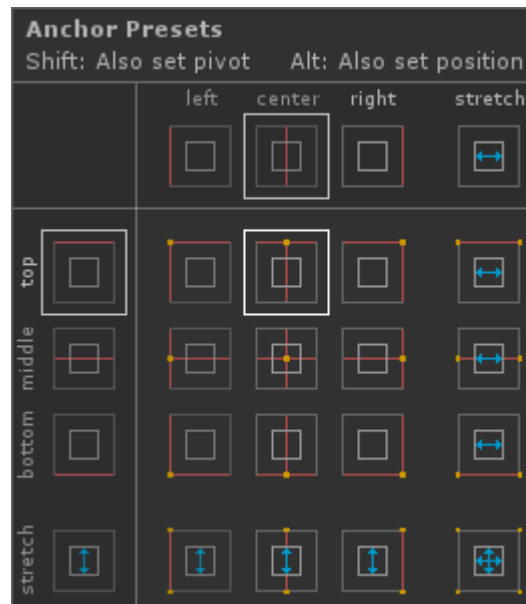 Anchor Presets
Shift: Also set pivot Alt: Also set position
left center right stretch
top
middle
bottom
stretch